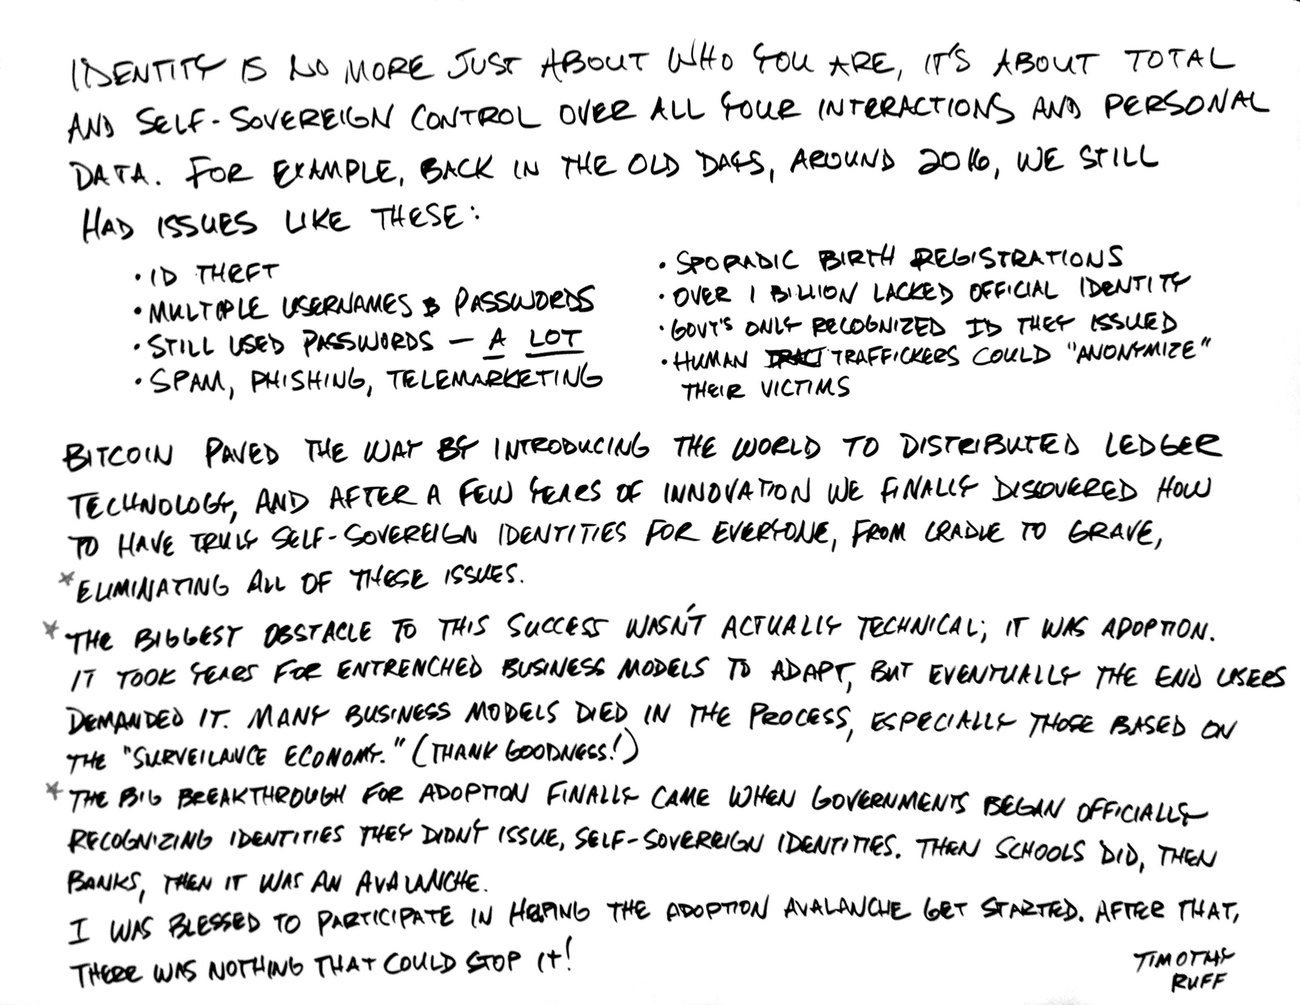 IDENTITY IS NO MORE JUST ABOUT WHO YOU ARE, IT'S ABOUT TOTAL
AND SELF-SOVEREIGN CONTROL OVER ALL YOUR INTERACTIONS AND PERSONAL
DATA. FOR EXAMPLE, BACK IN THE OLD DAYS, AROUND 2016, WE STILL
HAD ISSUES LIKE THESE:
• ID THEFT
• MULTIPLE USERNAMES & PASSWORDS
• STILL USED PASSWORDS — A LOT
• SPAM, PHISHING, TELEMARKETING
• SPORADIC BIRTH REGISTRATIONS
• OVER 1 BILLION LACKED OFFICIAL IDENTITY
• GOVT'S ONLY RECOGNIZED ID THEY ISSUED
• HUMAN TRAFFICKERS COULD "ANONYMIZE"
THEIR VICTIMS
BITCOIN PAVED THE WAY BY INTRODUCING THE WORLD TO DISTRIBUTED LEDGER
TECHNOLOGY, AND AFTER A FEW YEARS OF INNOVATION WE FINALLY DISCOVERED HOW
TO HAVE TRULY SELF-SOVEREIGN IDENTITIES FOR EVERYONE, FROM CRADLE TO GRAVE,
* ELIMINATING ALL OF THESE ISSUES.
* THE BIGGEST OBSTACLE TO THIS SUCCESS WASN'T ACTUALLY TECHNICAL; IT WAS ADOPTION.
IT TOOK YEARS FOR ENTRENCHED BUSINESS MODELS TO ADAPT, BUT EVENTUALLY THE END USERS
DEMANDED IT. MANY BUSINESS MODELS DIED IN THE PROCESS, ESPECIALLY THOSE BASED ON
THE "SURVEILANCE ECONOMY." (THANK GOODNESS!)
* THE BIG BREAKTHROUGH FOR ADOPTION FINALLY CAME WHEN GOVERNMENTS BEGAN OFFICIALLY
RECOGNIZING IDENTITIES THEY DIDN'T ISSUE, SELF-SOVEREIGN IDENTITIES. THEN SCHOOLS DID, THEN
BANKS, THEN IT WAS AN AVALANCHE.
I WAS BLESSED TO PARTICIPATE IN HELPING THE ADOPTION AVALANCHE GET STARTED. AFTER THAT,
THERE WAS NOTHING THAT COULD STOP IT!
TIMOTHY
RUFF